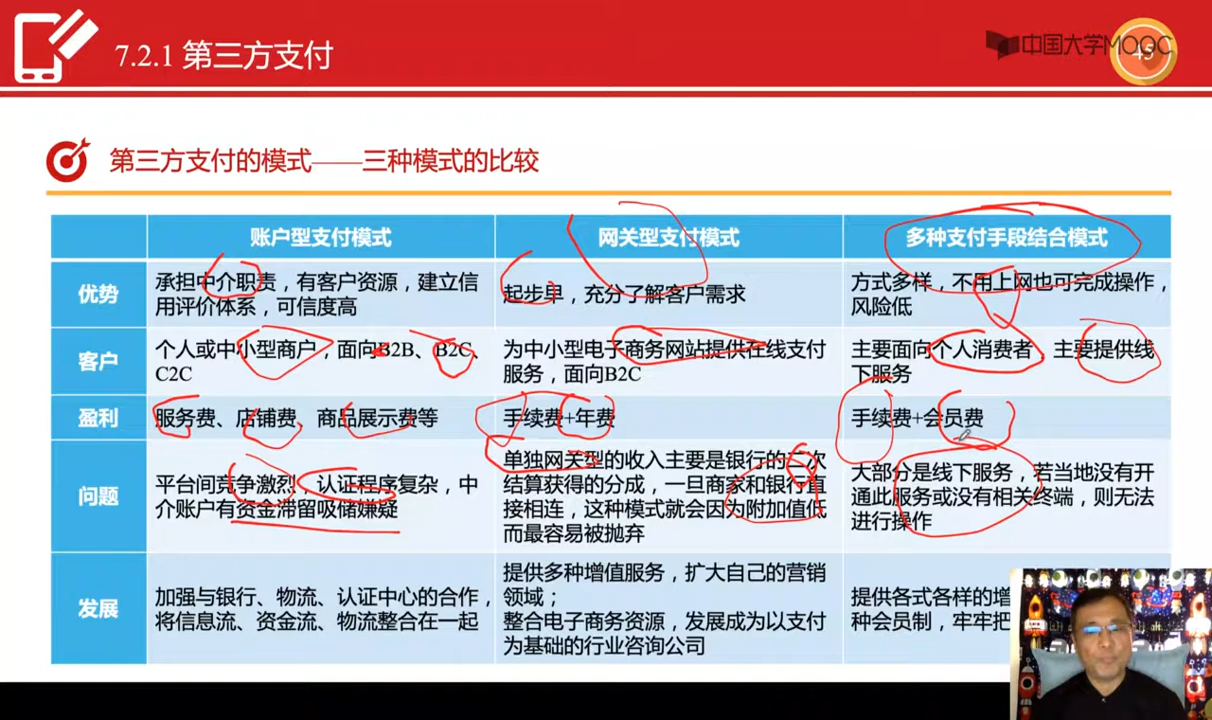 7.2.1 第三方支付
中国大学MOOC
45
第三方支付的模式——三种模式的比较
账户型支付模式
网关型支付模式
多种支付手段结合模式
优势
承担中介职责，有客户资源，建立信
用评价体系，可信度高
起步早，充分了解客户需求
方式多样，不用上网也可完成操作，
风险低
客户
个人或中小型商户，面向B2B、B2C、
C2C
为中小型电子商务网站提供在线支付
服务，面向B2C
主要面向个人消费者，主要提供线
下服务
盈利
服务费、店铺费、商品展示费等
手续费+年费
手续费+会员费
问题
平台间竞争激烈，认证程序复杂，中
介账户有资金滞留吸储嫌疑
单独网关型的收入主要是银行的二次
结算获得的分成，一旦商家和银行直
接相连，这种模式就会因为附加值低
而最容易被抛弃
大部分是线下服务，若当地没有开
通此服务或没有相关终端，则无法
进行操作
发展
加强与银行、物流、认证中心的合作，
将信息流、资金流、物流整合在一起
提供多种增值服务，扩大自己的营销
领域；
整合电子商务资源，发展成为以支付
为基础的行业咨询公司
提供各式各样的增
种会员制，牢牢把